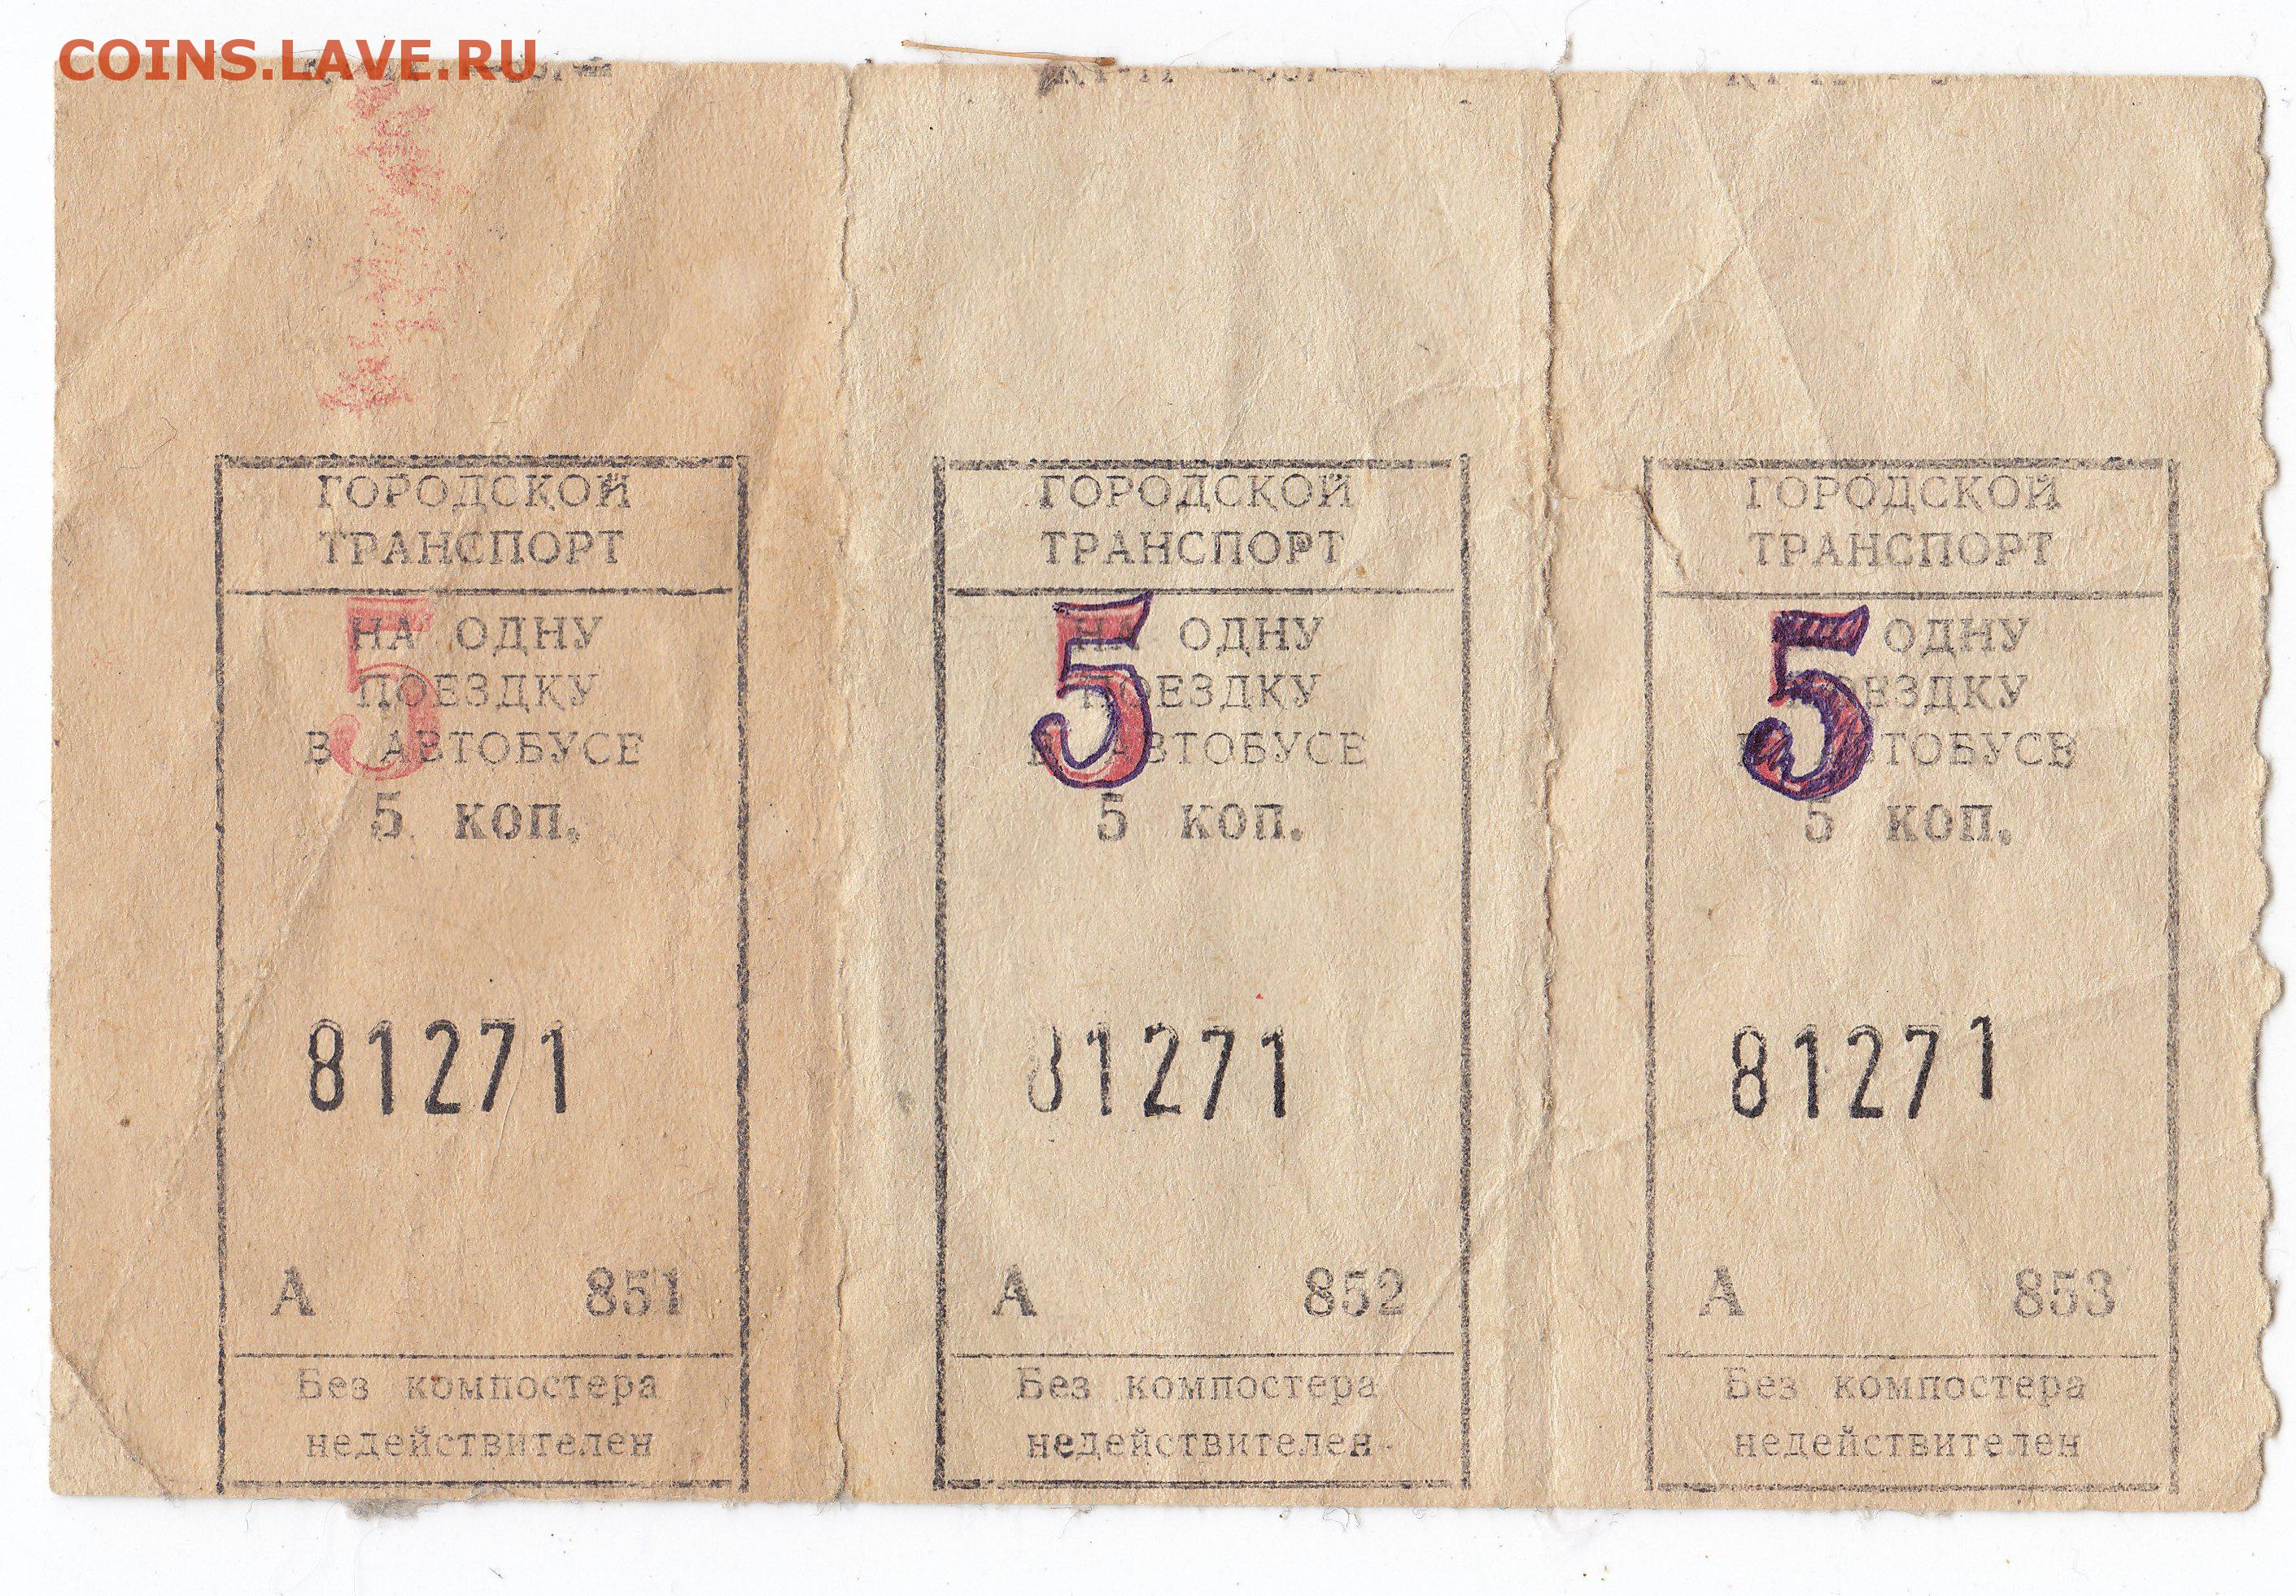 COINS.LAVE.RU
ГОРОДСКОЙ
ТРАНСПОРТ
5
НА ОДНУ
ПОЕЗДКУ
В АВТОБУСЕ
5 КОП.
81271
А 851
Без компостера
недействителен
ГОРОДСКОЙ
ТРАНСПОРТ
5
НА ОДНУ
ПОЕЗДКУ
В АВТОБУСЕ
5 КОП.
81271
А 852
Без компостера
недействителен
ГОРОДСКОЙ
ТРАНСПОРТ
5
ОДНУ
ПОЕЗДКУ
В АВТОБУСЕ
5 КОП.
81271
А 853
Без компостера
недействителен